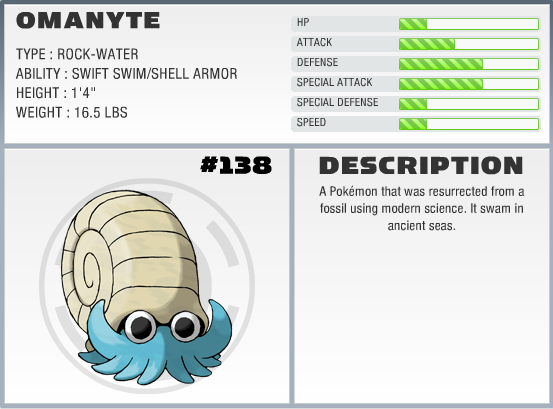 OMANYTE
TYPE : ROCK-WATER
ABILITY : SWIFT SWIM/SHELL ARMOR
HEIGHT : 1'4"
WEIGHT : 16.5 LBS
HP
ATTACK
DEFENSE
SPECIAL ATTACK
SPECIAL DEFENSE
SPEED
#138
DESCRIPTION
A Pokémon that was resurrected from a
fossil using modern science. It swam in
ancient seas.